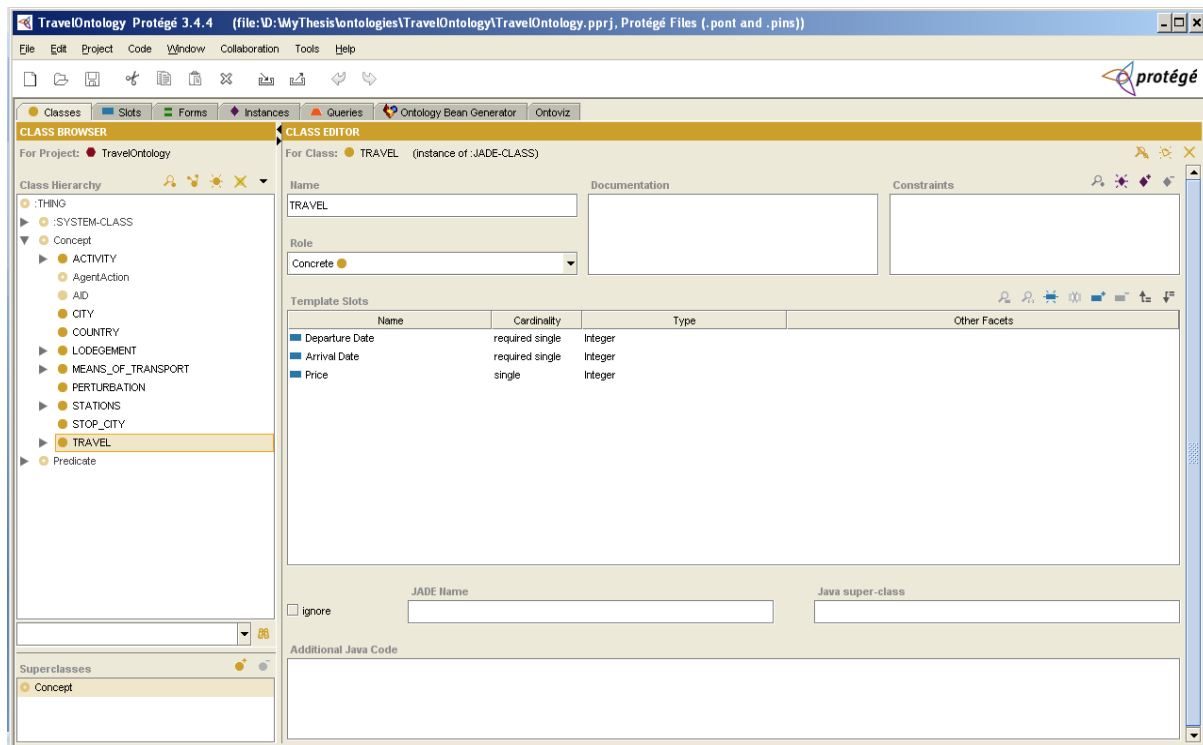 TravelOntology Protégé 3.4.4 (file:\D:\MyThesis\ontologies\TravelOntology\TravelOntology.pprj, Protégé Files (.pont and .pins))
File Edit Project Code Window Collaboration Tools Help
protégé
Classes Slots Forms Instances Queries Ontology Bean Generator Ontoviz
CLASS BROWSER
For Project: TravelOntology
Class Hierarchy
:THING
:SYSTEM-CLASS
Concept
ACTIVITY
AgentAction
AID
CITY
COUNTRY
LODEGEMENT
MEANS_OF_TRANSPORT
PERTURBATION
STATIONS
STOP_CITY
TRAVEL
Predicate
Superclasses
Concept
CLASS EDITOR
For Class: TRAVEL (instance of :JADE-CLASS)
Name Documentation Constraints
TRAVEL
Role
Concrete
Template Slots
Name Cardinality Type Other Facets
Departure Date required single Integer
Arrival Date required single Integer
Price single Integer
JADE Name Java super-class
ignore
Additional Java Code